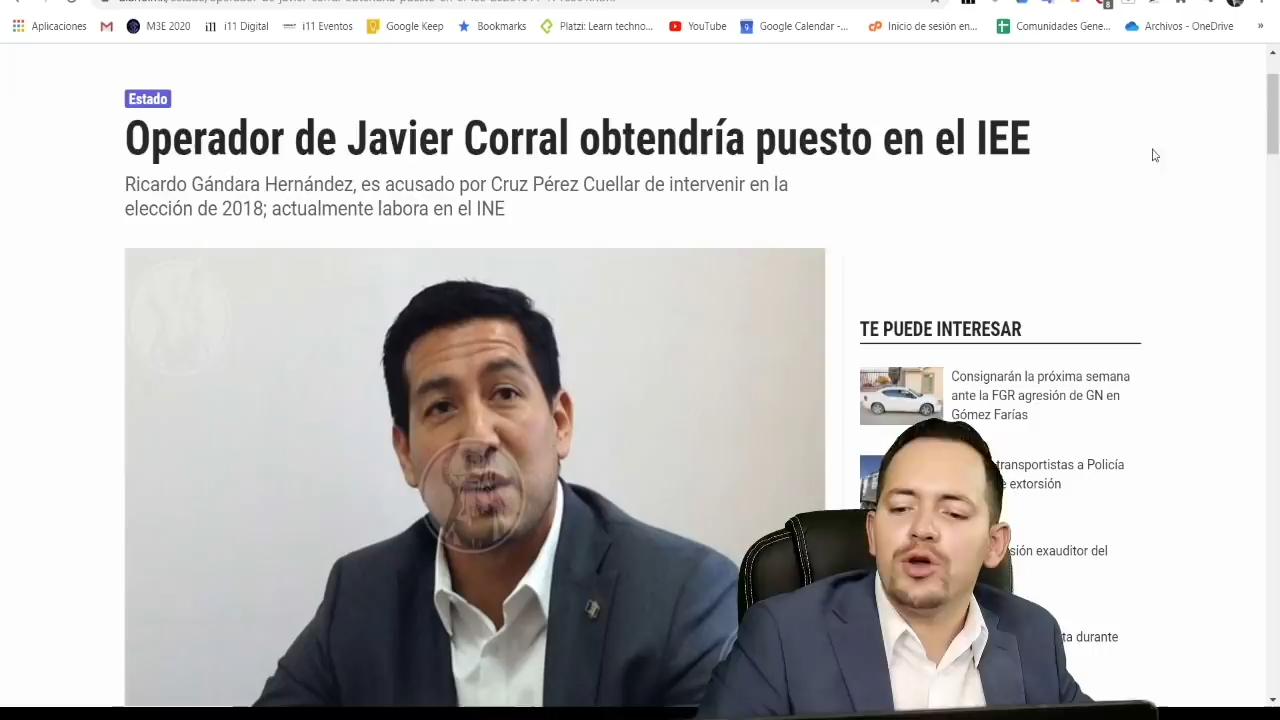 Aplicaciones M3E 2020 i11 Digital i11 Eventos Google Keep Bookmarks Platzi: Learn techno... YouTube Google Calendar -... Inicio de sesión en... Comunidades Gene... Archivos - OneDrive »
Estado
Operador de Javier Corral obtendría puesto en el IEE
Ricardo Gándara Hernández, es acusado por Cruz Pérez Cuellar de intervenir en la
elección de 2018; actualmente labora en el INE
TE PUEDE INTERESAR
Consignarán la próxima semana
ante la FGR agresión de GN en
Gómez Farías
transportistas a Policía
extorsión
exauditor del
durante